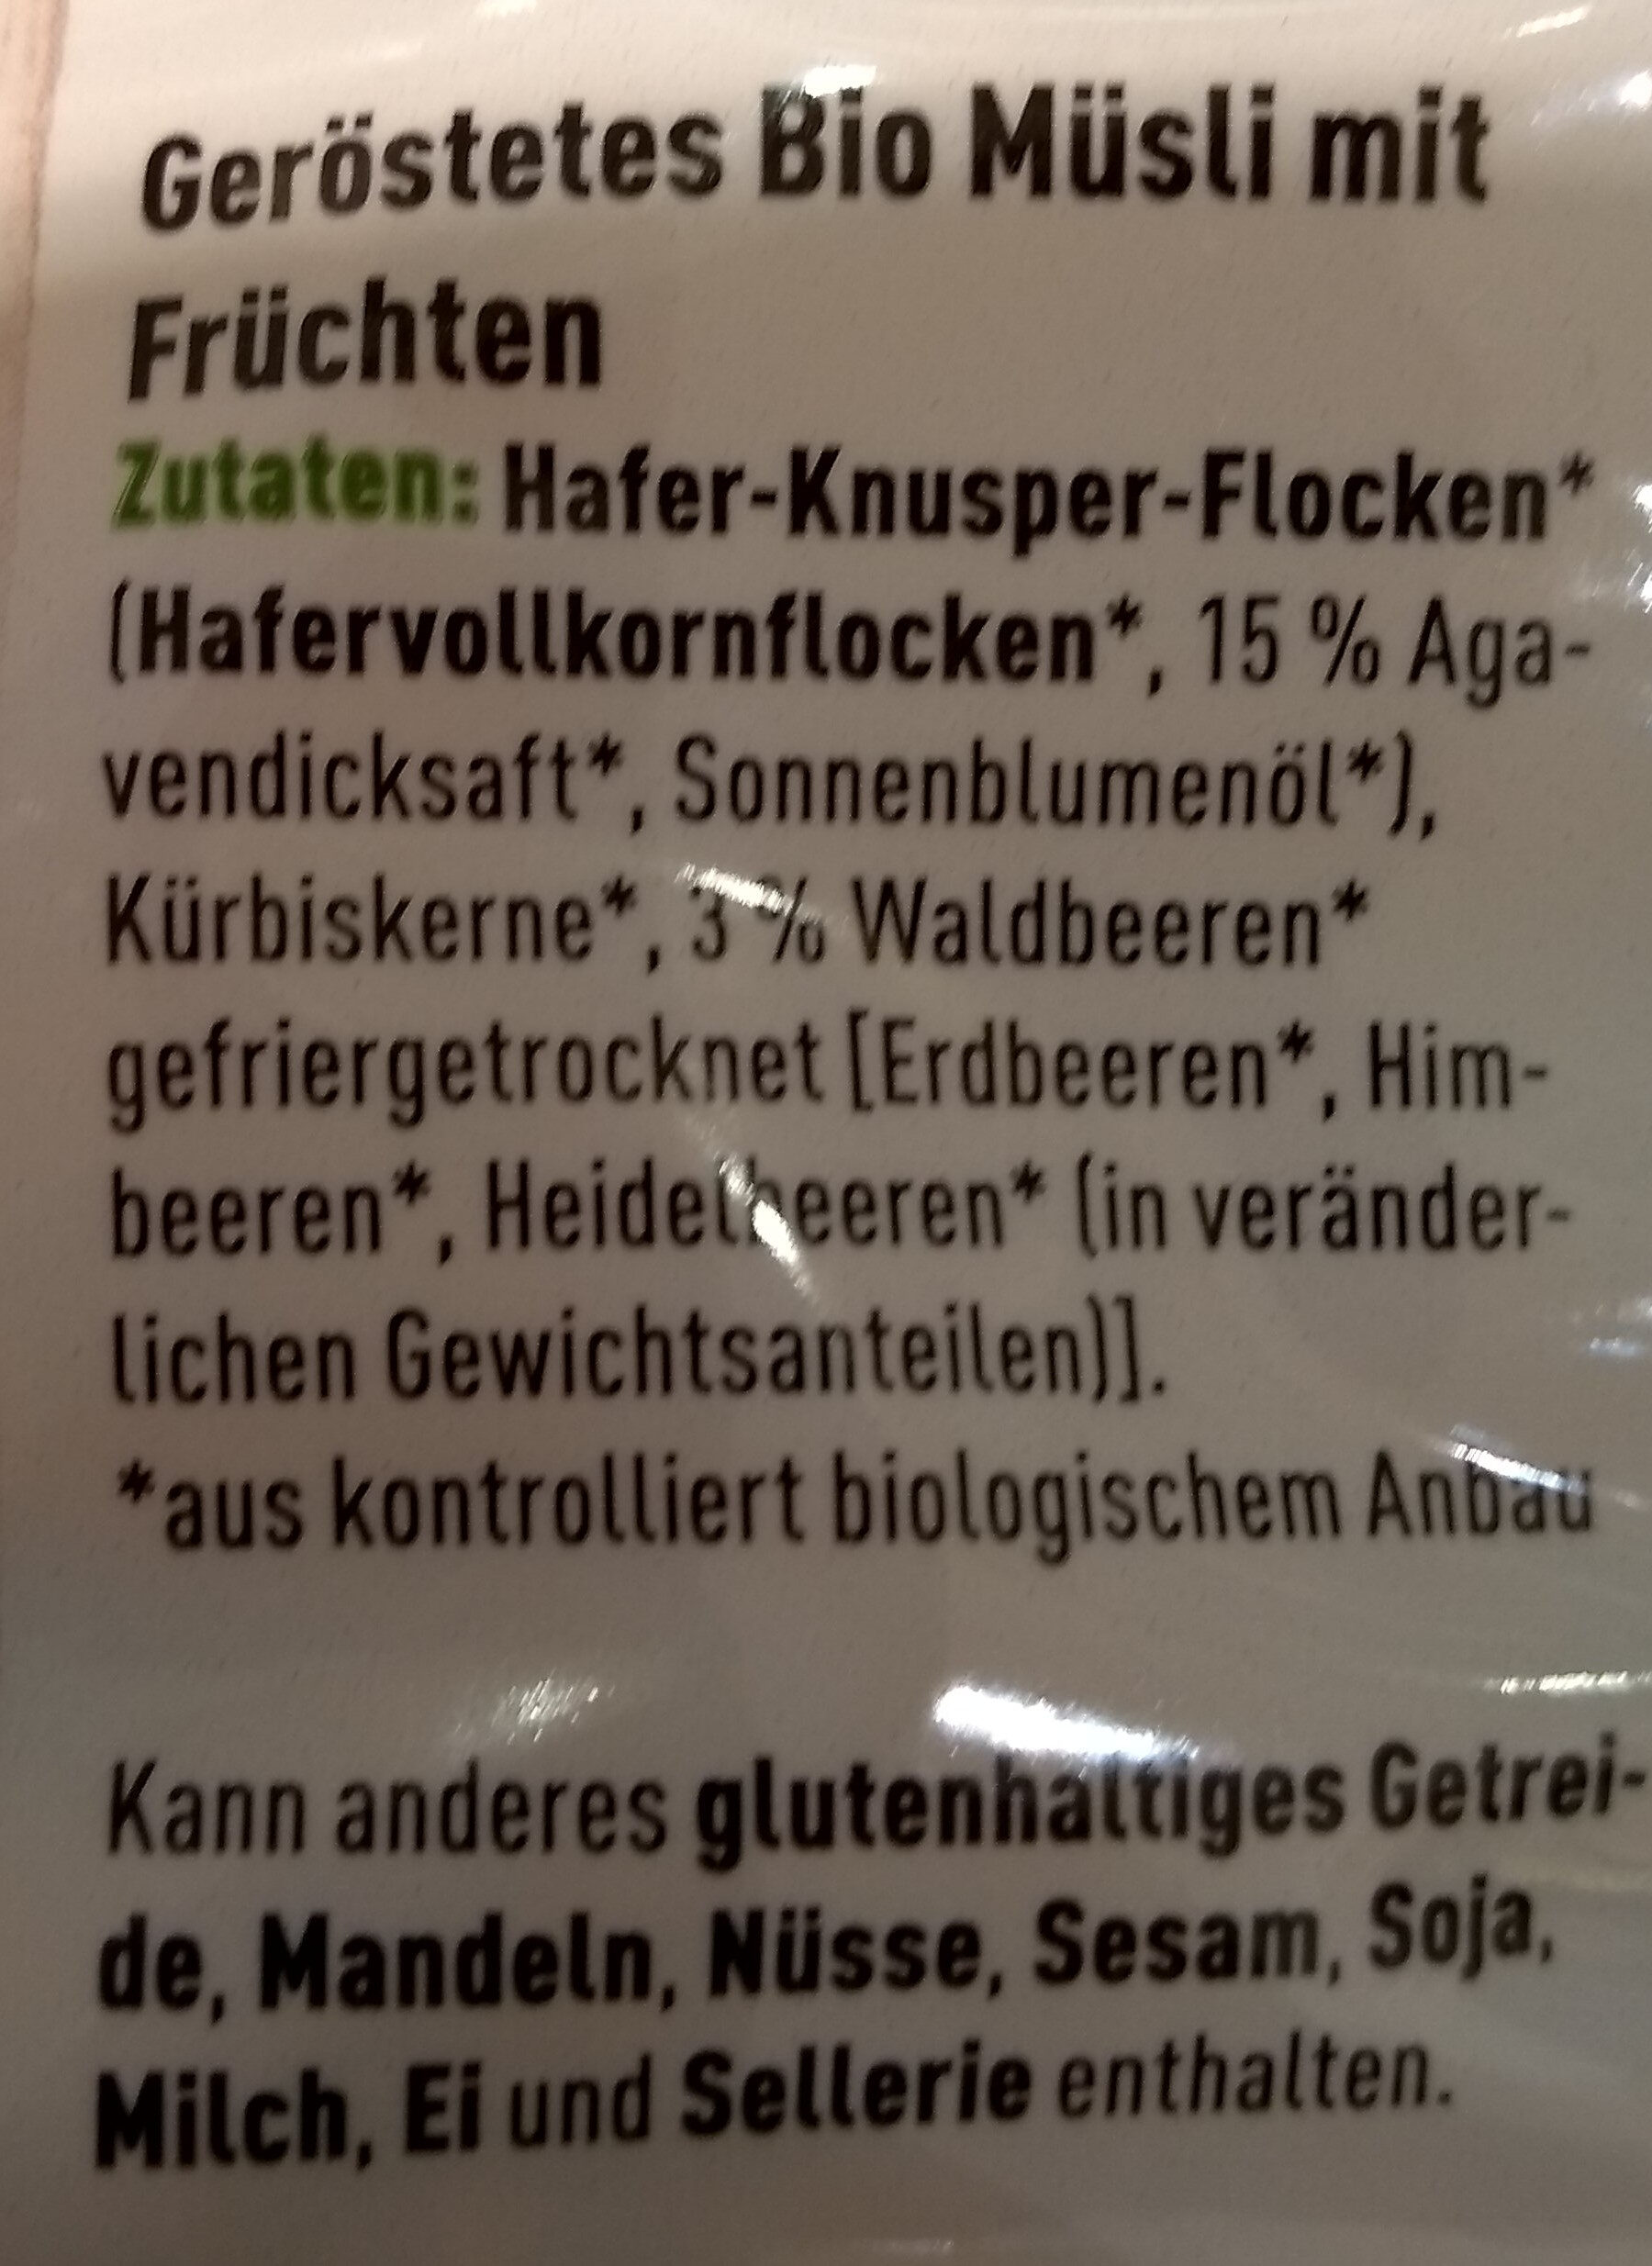 Geröstetes Bio Müsli mit
Früchten
Zutaten: Hafer-Knusper-Flocken*
(Hafervollkornflocken*, 15 % Aga-
vendicksaft*, Sonnenblumenöl*),
Kürbiskerne*, 3 % Waldbeeren*
gefriergetrocknet [Erdbeeren*, Him-
beeren*, Heidelbeeren* (in veränder-
lichen Gewichtsanteilen)].
*aus kontrolliert biologischem Anbau
Kann anderes glutenhaltiges Getrei-
de, Mandeln, Nüsse, Sesam, Soja,
Milch, Ei und Sellerie enthalten.